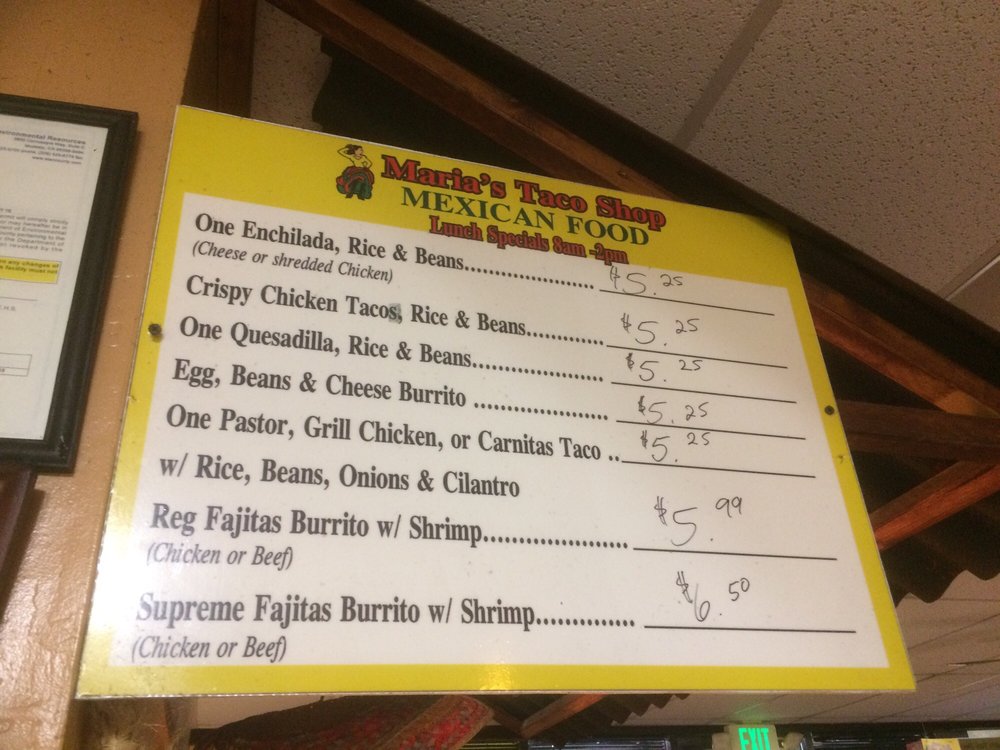 Maria's Taco Shop
MEXICAN FOOD
Lunch Specials 8am -2pm
One Enchilada, Rice & Beans........................ $5.25
(Cheese or shredded Chicken)
Crispy Chicken Tacos, Rice & Beans.............. $5.25
One Quesadilla, Rice & Beans........................ $5.25
Egg, Beans & Cheese Burrito ........................ $5.25
One Pastor, Grill Chicken, or Carnitas Taco .. $5.25
w/ Rice, Beans, Onions & Cilantro
Reg Fajitas Burrito w/ Shrimp........................ $5.99
(Chicken or Beef)
Supreme Fajitas Burrito w/ Shrimp.............. $6.50
(Chicken or Beef)
Environmental Resources
EXIT